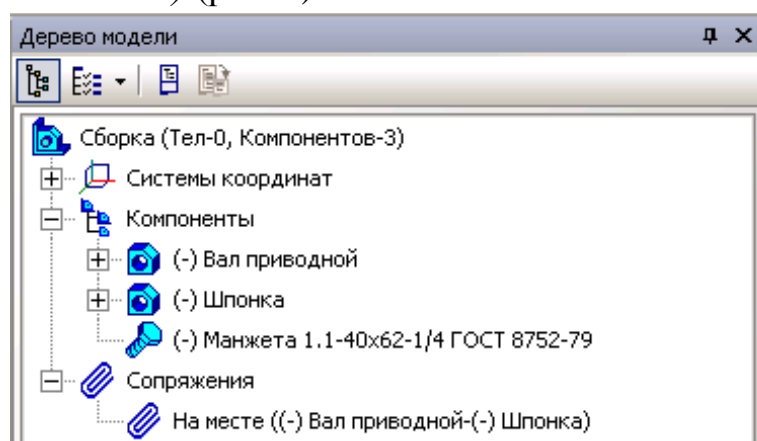 Дерево модели
Сборка (Тел-0, Компонентов-3)
Системы координат
Компоненты
(-) Вал приводной
(-) Шпонка
(-) Манжета 1.1-40x62-1/4 ГОСТ 8752-79
Сопряжения
На месте ((-) Вал приводной-(-) Шпонка)